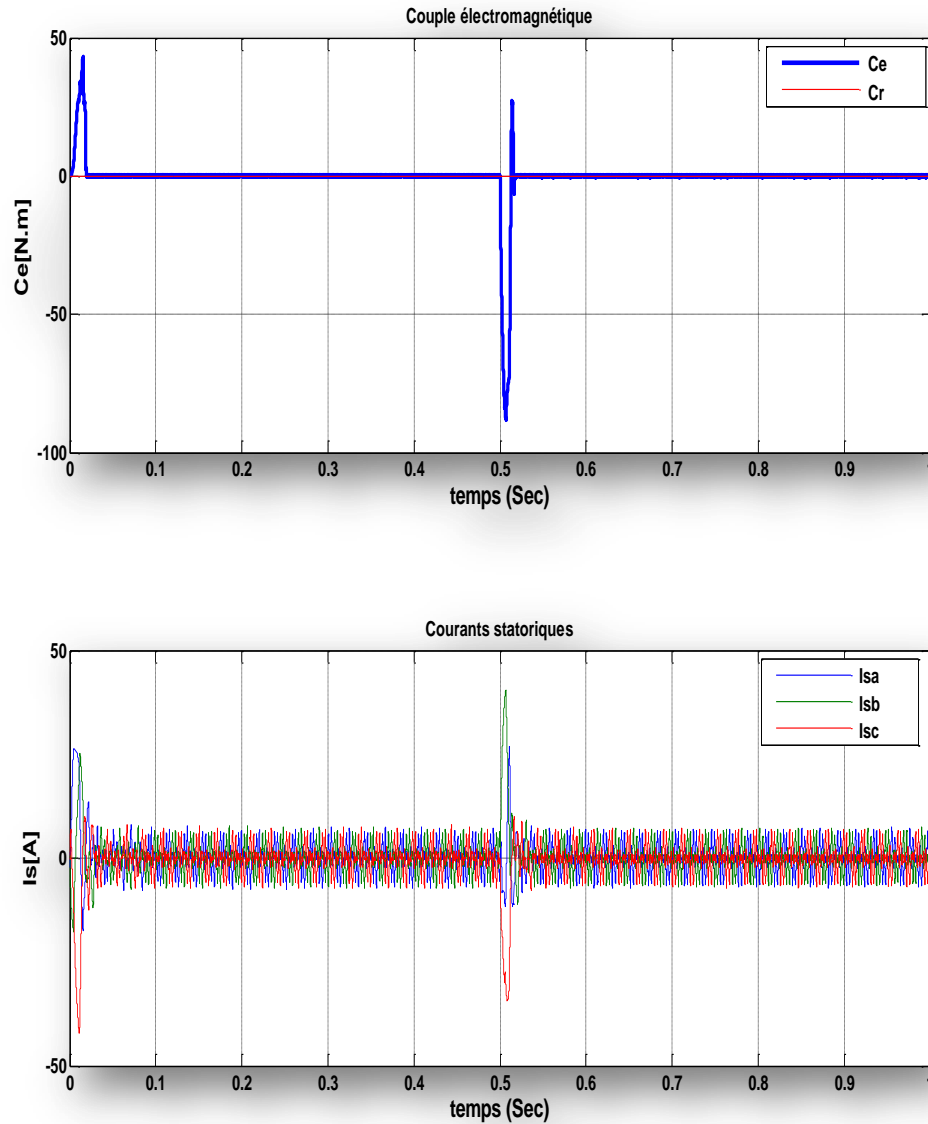 Couple électromagnétique
50
0
-50
-100
Ce[N.m]
Ce
Cr
0 0.1 0.2 0.3 0.4 0.5 0.6 0.7 0.8 0.9
temps (Sec)
Courants statoriques
50
0
-50
Is[A]
Isa
Isb
Isc
0 0.1 0.2 0.3 0.4 0.5 0.6 0.7 0.8 0.9
temps (Sec)